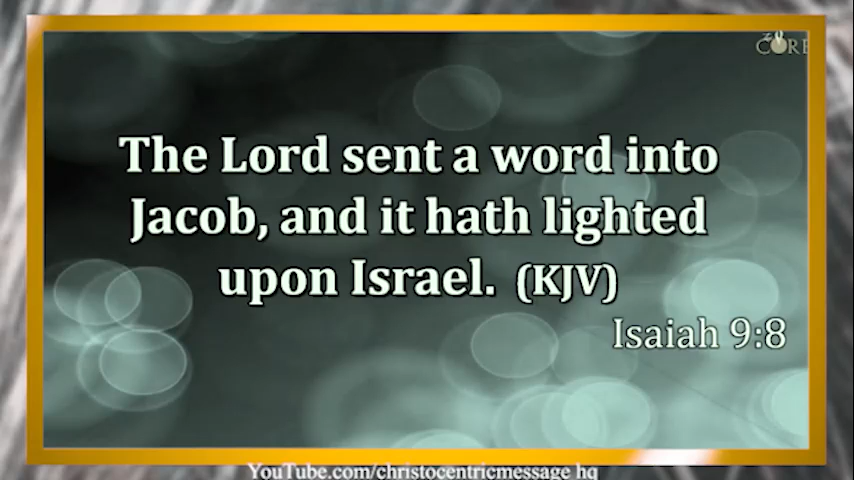 CORE
The Lord sent a word into
Jacob, and it hath lighted
upon Israel. (KJV)
Isaiah 9:8
YouTube.com/christocentricmessage hq